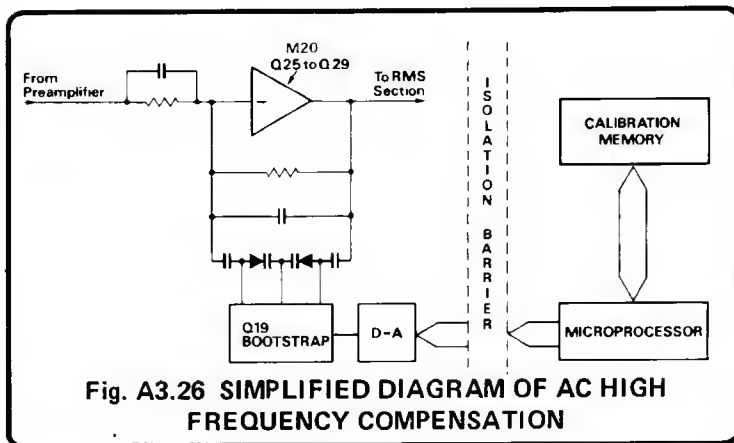 M20
Q25 to Q29
From
Preamplifier
To RMS
Section
−
ISOLATION BARRIER
CALIBRATION
MEMORY
Q19
BOOTSTRAP
D-A
MICROPROCESSOR
Fig. A3.26 SIMPLIFIED DIAGRAM OF AC HIGH
FREQUENCY COMPENSATION